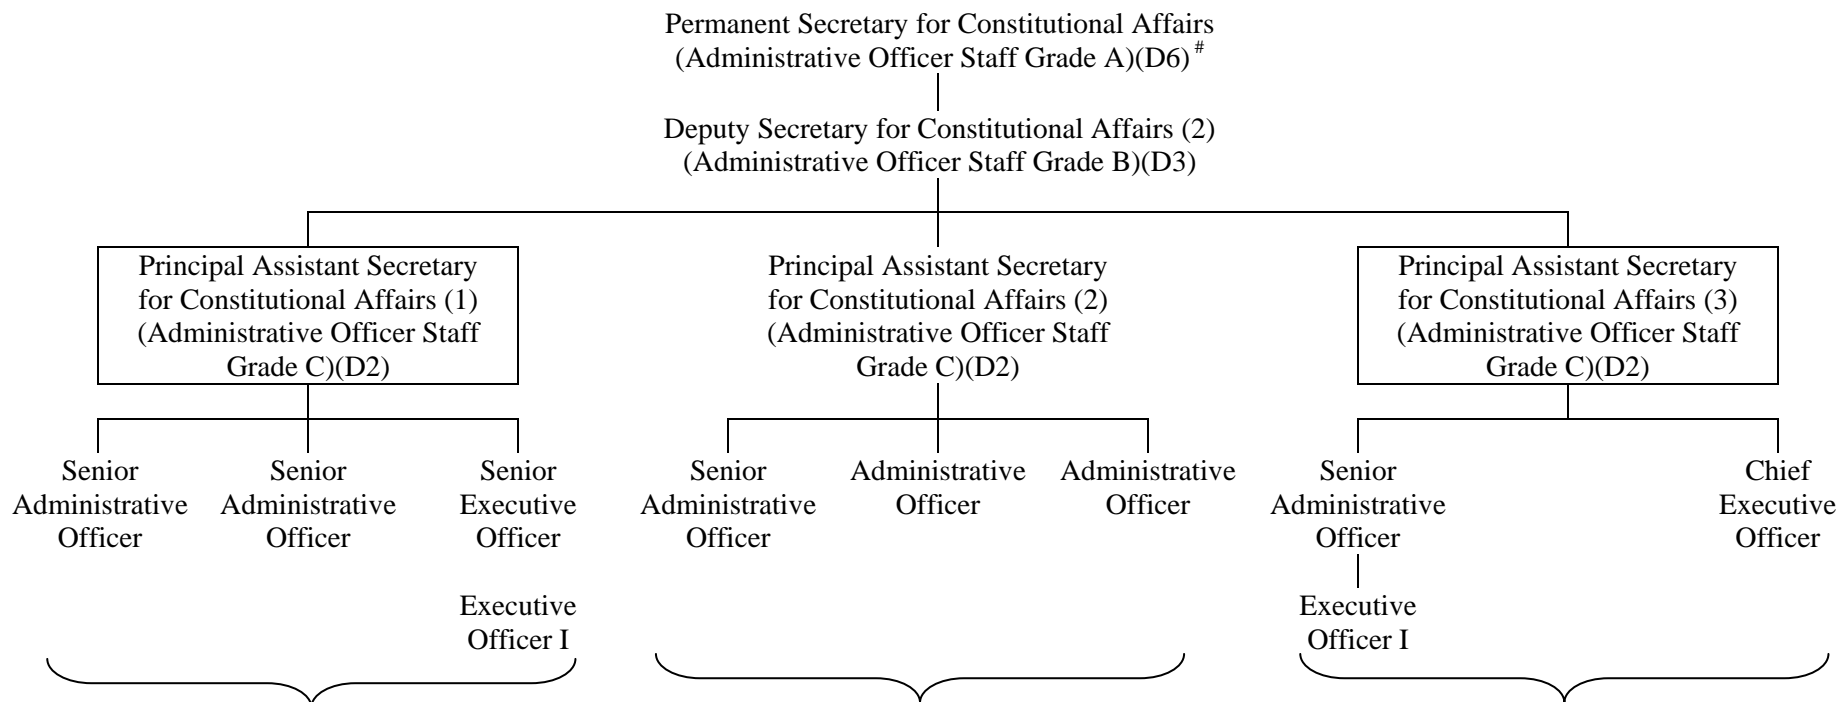 Permanent Secretary for Constitutional Affairs
(Administrative Officer Staff Grade A)(D6) #
Deputy Secretary for Constitutional Affairs (2)
(Administrative Officer Staff Grade B)(D3)
Principal Assistant Secretary
for Constitutional Affairs (1)
(Administrative Officer Staff
Grade C)(D2)
Principal Assistant Secretary
for Constitutional Affairs (2)
(Administrative Officer Staff
Grade C)(D2)
Principal Assistant Secretary
for Constitutional Affairs (3)
(Administrative Officer Staff
Grade C)(D2)
Senior
Administrative
Officer
Senior
Administrative
Officer
Senior
Executive
Officer
Executive
Officer I
Senior
Administrative
Officer
Administrative
Officer
Administrative
Officer
Senior
Administrative
Officer
Executive
Officer I
Chief
Executive
Officer